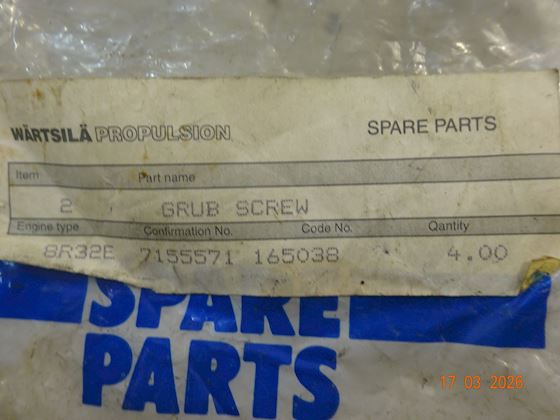 WÄRTSILÄ PROPULSION SPARE PARTS
Item Part name
2 GRUB SCREW
Engine type Confirmation No. Code No. Qantity
8R32E 7155571 165038 4.00
SPARE
PARTS
17 03 2026